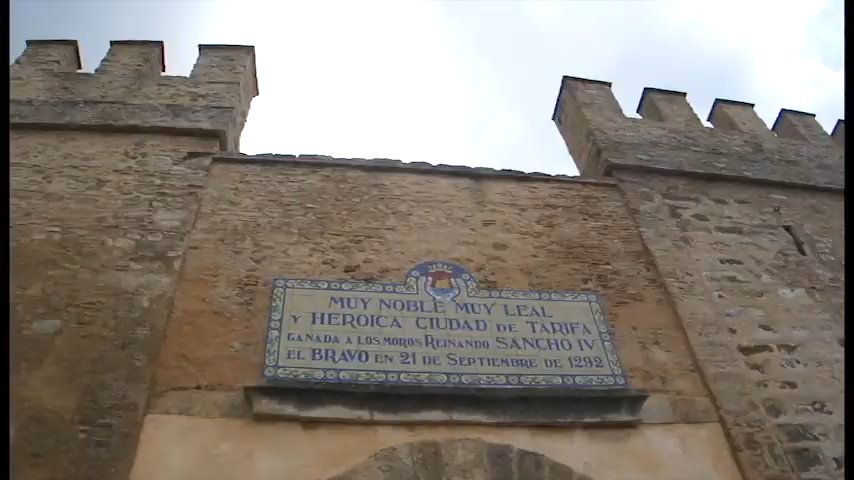 MUY NOBLE MUY LEAL
Y HEROICA CIUDAD DE TARIFA
GANADA A LOS MOROS REINANDO SANCHO IV
EL BRAVO EN 21 DE SEPTIEMBRE DE 1292